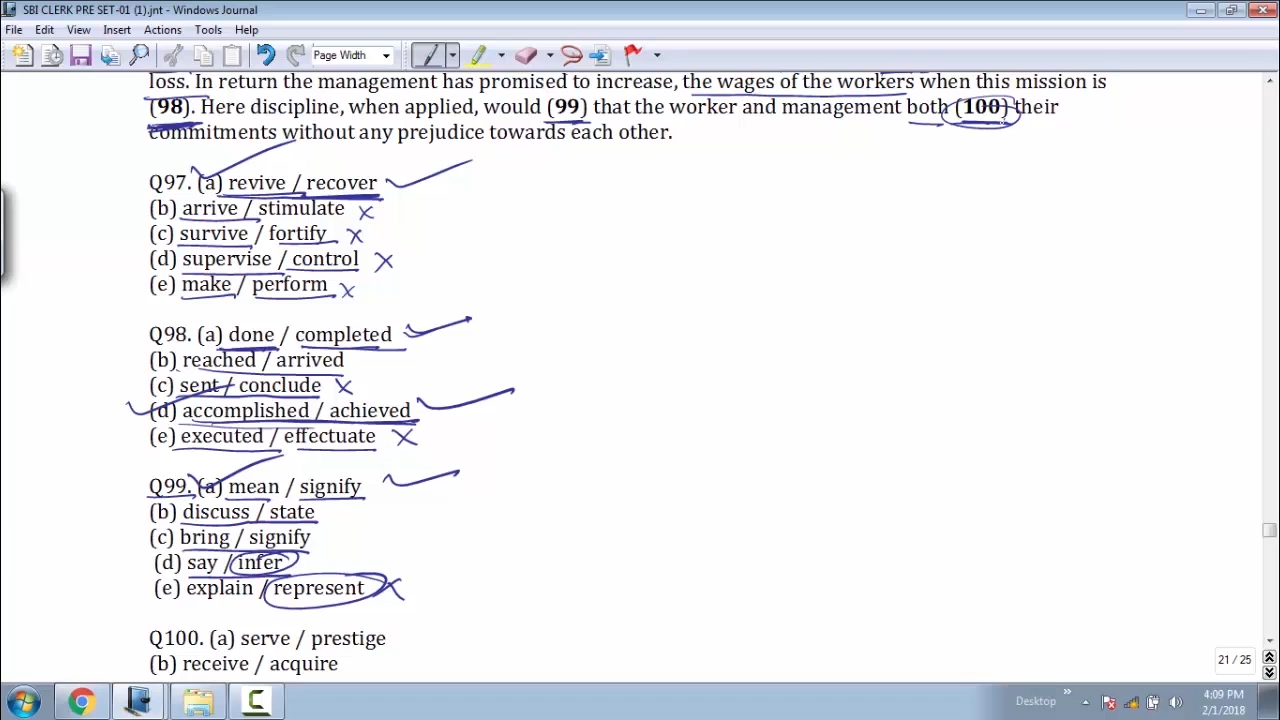 SBI CLERK PRE SET-01 (1).jnt - Windows Journal
File Edit View Insert Actions Tools Help
Page Width
loss. In return the management has promised to increase, the wages of the workers when this mission is
(98). Here discipline, when applied, would (99) that the worker and management both (100) their
commitments without any prejudice towards each other.
Q97. (a) revive / recover
(b) arrive / stimulate
(c) survive / fortify
(d) supervise / control
(e) make / perform
Q98. (a) done / completed
(b) reached / arrived
(c) sent / conclude
(d) accomplished / achieved
(e) executed / effectuate
Q99. (a) mean / signify
(b) discuss / state
(c) bring / signify
(d) say / infer
(e) explain / represent
Q100. (a) serve / prestige
(b) receive / acquire
21 / 25
Desktop
4:09 PM
2/1/2018